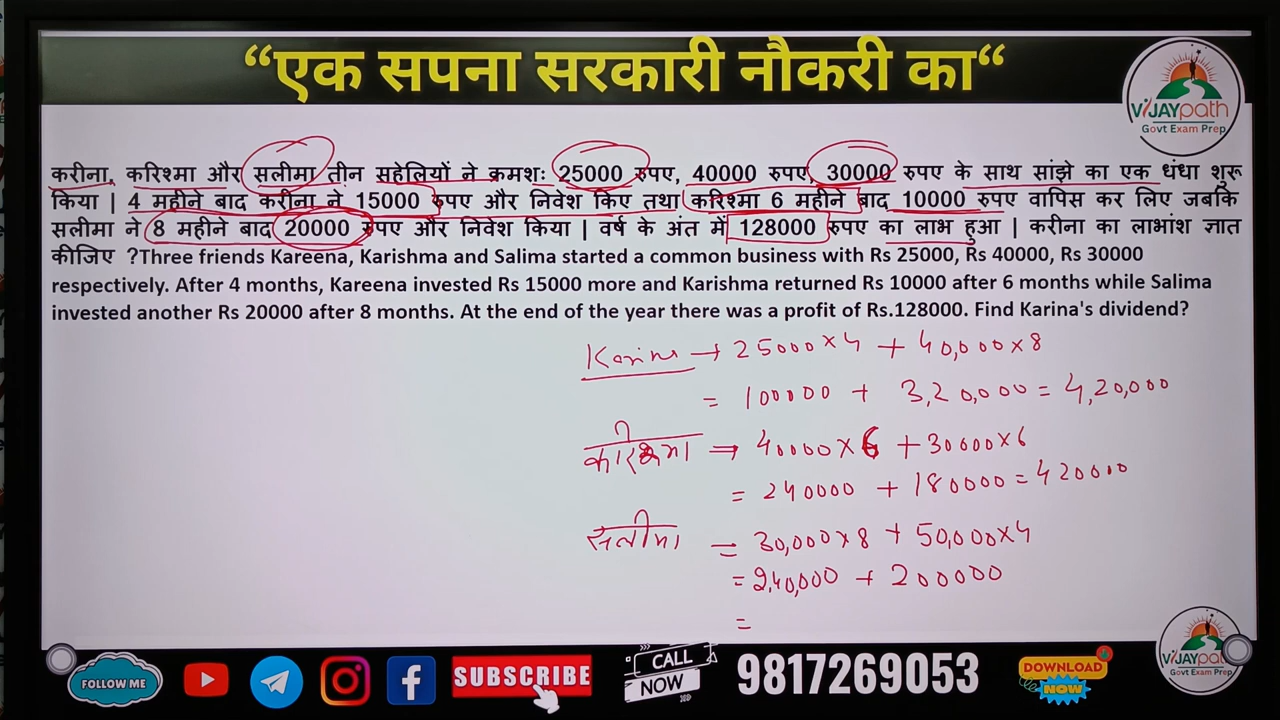 “एक सपना सरकारी नौकरी का“
VIJAYpath
Govt Exam Prep
करीना, करिश्मा और सलीमा तीन सहेलियों ने क्रमशः 25000 रुपए, 40000 रुपए, 30000 रुपए के साथ सांझे का एक धंधा शुरू
किया | 4 महीने बाद करीना ने 15000 रुपए और निवेश किए तथा करिश्मा 6 महीने बाद 10000 रुपए वापिस कर लिए जबकि
सलीमा ने 8 महीने बाद 20000 रुपए और निवेश किया | वर्ष के अंत में 128000 रुपए का लाभ हुआ | करीना का लाभांश ज्ञात
कीजिए ?Three friends Kareena, Karishma and Salima started a common business with Rs 25000, Rs 40000, Rs 30000
respectively. After 4 months, Kareena invested Rs 15000 more and Karishma returned Rs 10000 after 6 months while Salima
invested another Rs 20000 after 8 months. At the end of the year there was a profit of Rs.128000. Find Karina's dividend?
Karina → 25000×4 + 40,000×8
= 100000 + 3,20,000 = 4,20,000
करिश्मा → 40000×6 + 30000×6
= 240000 + 180000 = 420000
सलीमा = 30,000×8 + 50,000×4
= 2,40,000 + 200000
=
FOLLOW ME
SUBSCRIBE
CALL
NOW
9817269053
DOWNLOAD
NOW
VIJAYpath
Govt Exam Prep